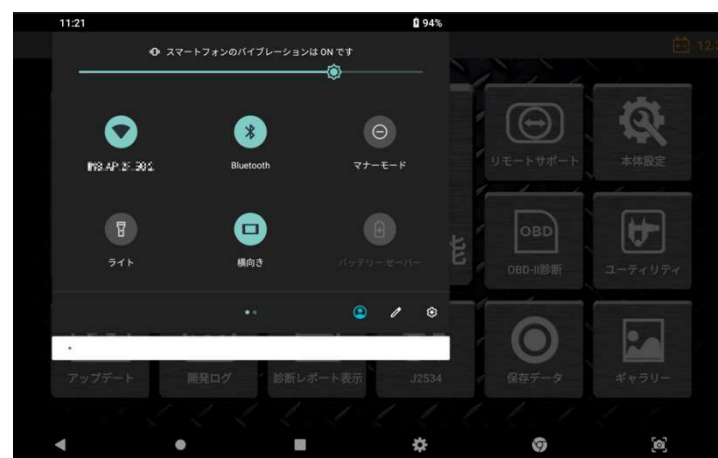 11:21
94%
12.
スマートフォンのバイブレーションは ON です
Bluetooth
マナーモード
ライト
横向き
バッテリー セーバー
リモートサポート
本体設定
OBD
OBD-II診断
ユーティリティ
アップデート
開発ログ
診断レポート表示
J2534
保存データ
ギャラリー